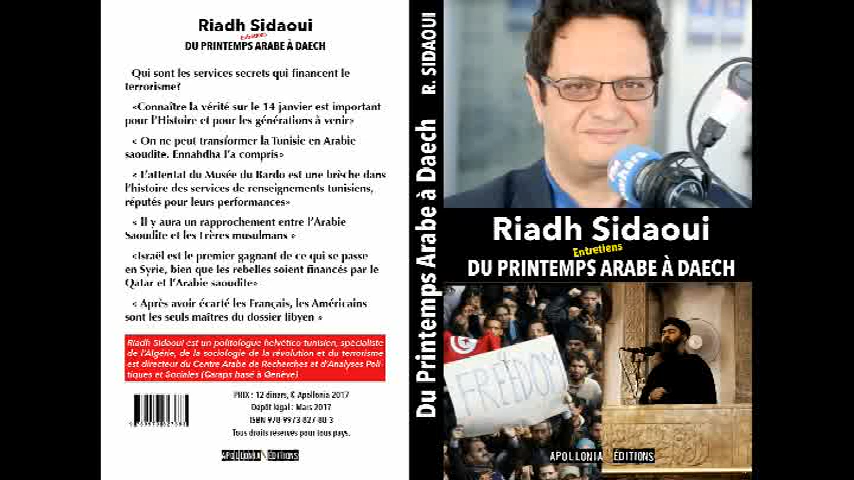 Riadh Sidaoui
Entretiens
DU PRINTEMPS ARABE À DAECH
Qui sont les services secrets qui financent le
terrorisme?
«Connaître la vérité sur le 14 janvier est important
pour l'Histoire et pour les générations à venir»
« On ne peut transformer la Tunisie en Arabie
saoudite. Ennahdha l'a compris»
« L'attentat du Musée du Bardo est une brèche dans
l'histoire des services de renseignements tunisiens,
réputés pour leurs performances»
« Il y aura un rapprochement entre l'Arabie
Saoudite et les Frères musulmans »
«Israël est le premier gagnant de ce qui se passe
en Syrie, bien que les rebelles soient financés par le
Qatar et l'Arabie saoudite»
« Après avoir écarté les Français, les Américains
sont les seuls maîtres du dossier libyen »
Riadh Sidaoui est un politologue helvético-tunisien, spécialiste
de l'Algérie, de la sociologie de la révolution et du terrorisme
est directeur du Centre Arabe de Recherches et d'Analyses Poli-
tiques et Sociales (Caraps basé à Genève)
PRIX : 12 dinars, © Apollonia 2017
Dépôt légal : Mars 2017
ISBN 978-9973-827-80-3
Tous droits réservés pour tous pays.
APOLLONIA ÉDITIONS
Du Printemps Arabe à Daech R. SIDAOUI
Riadh Sidaoui
Entretiens
DU PRINTEMPS ARABE À DAECH
FREEDOM
APOLLONIA ÉDITIONS